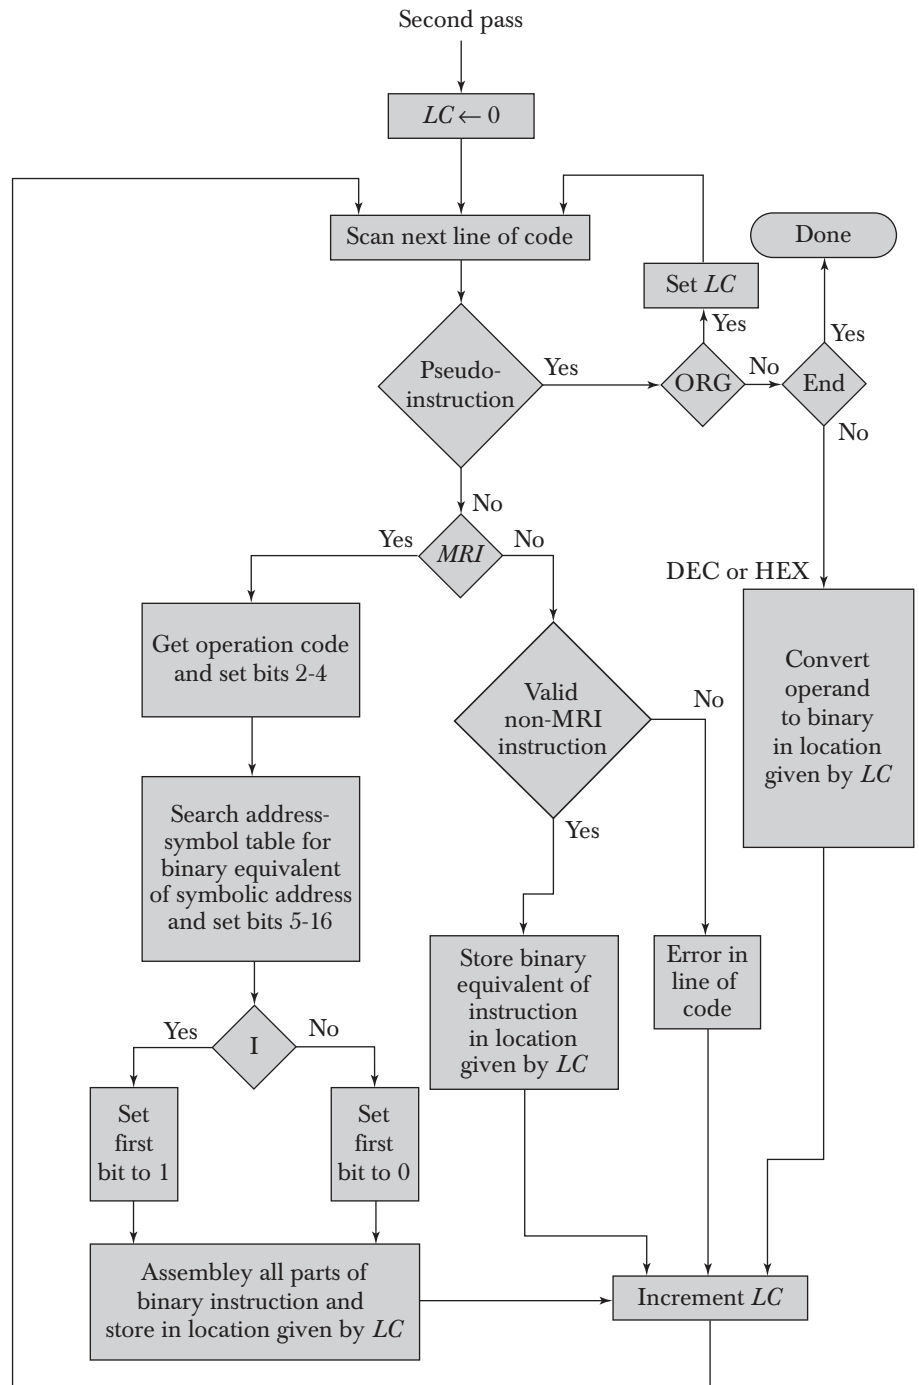 Second pass
LC ← 0
Scan next line of code
Done
Set LC
Yes
Yes
Pseudo-
instruction
Yes
ORG
No
End
No
No
Yes
MRI
No
DEC or HEX
Get operation code
and set bits 2-4
Valid
non-MRI
instruction
No
Convert
operand
to binary
in location
given by LC
Search address-
symbol table for
binary equivalent
of symbolic address
and set bits 5-16
Yes
Store binary
equivalent of
instruction
in location
given by LC
Error in
line of
code
Yes
I
No
Set
first
bit to 1
Set
first
bit to 0
Assembley all parts of
binary instruction and
store in location given by LC
Increment LC